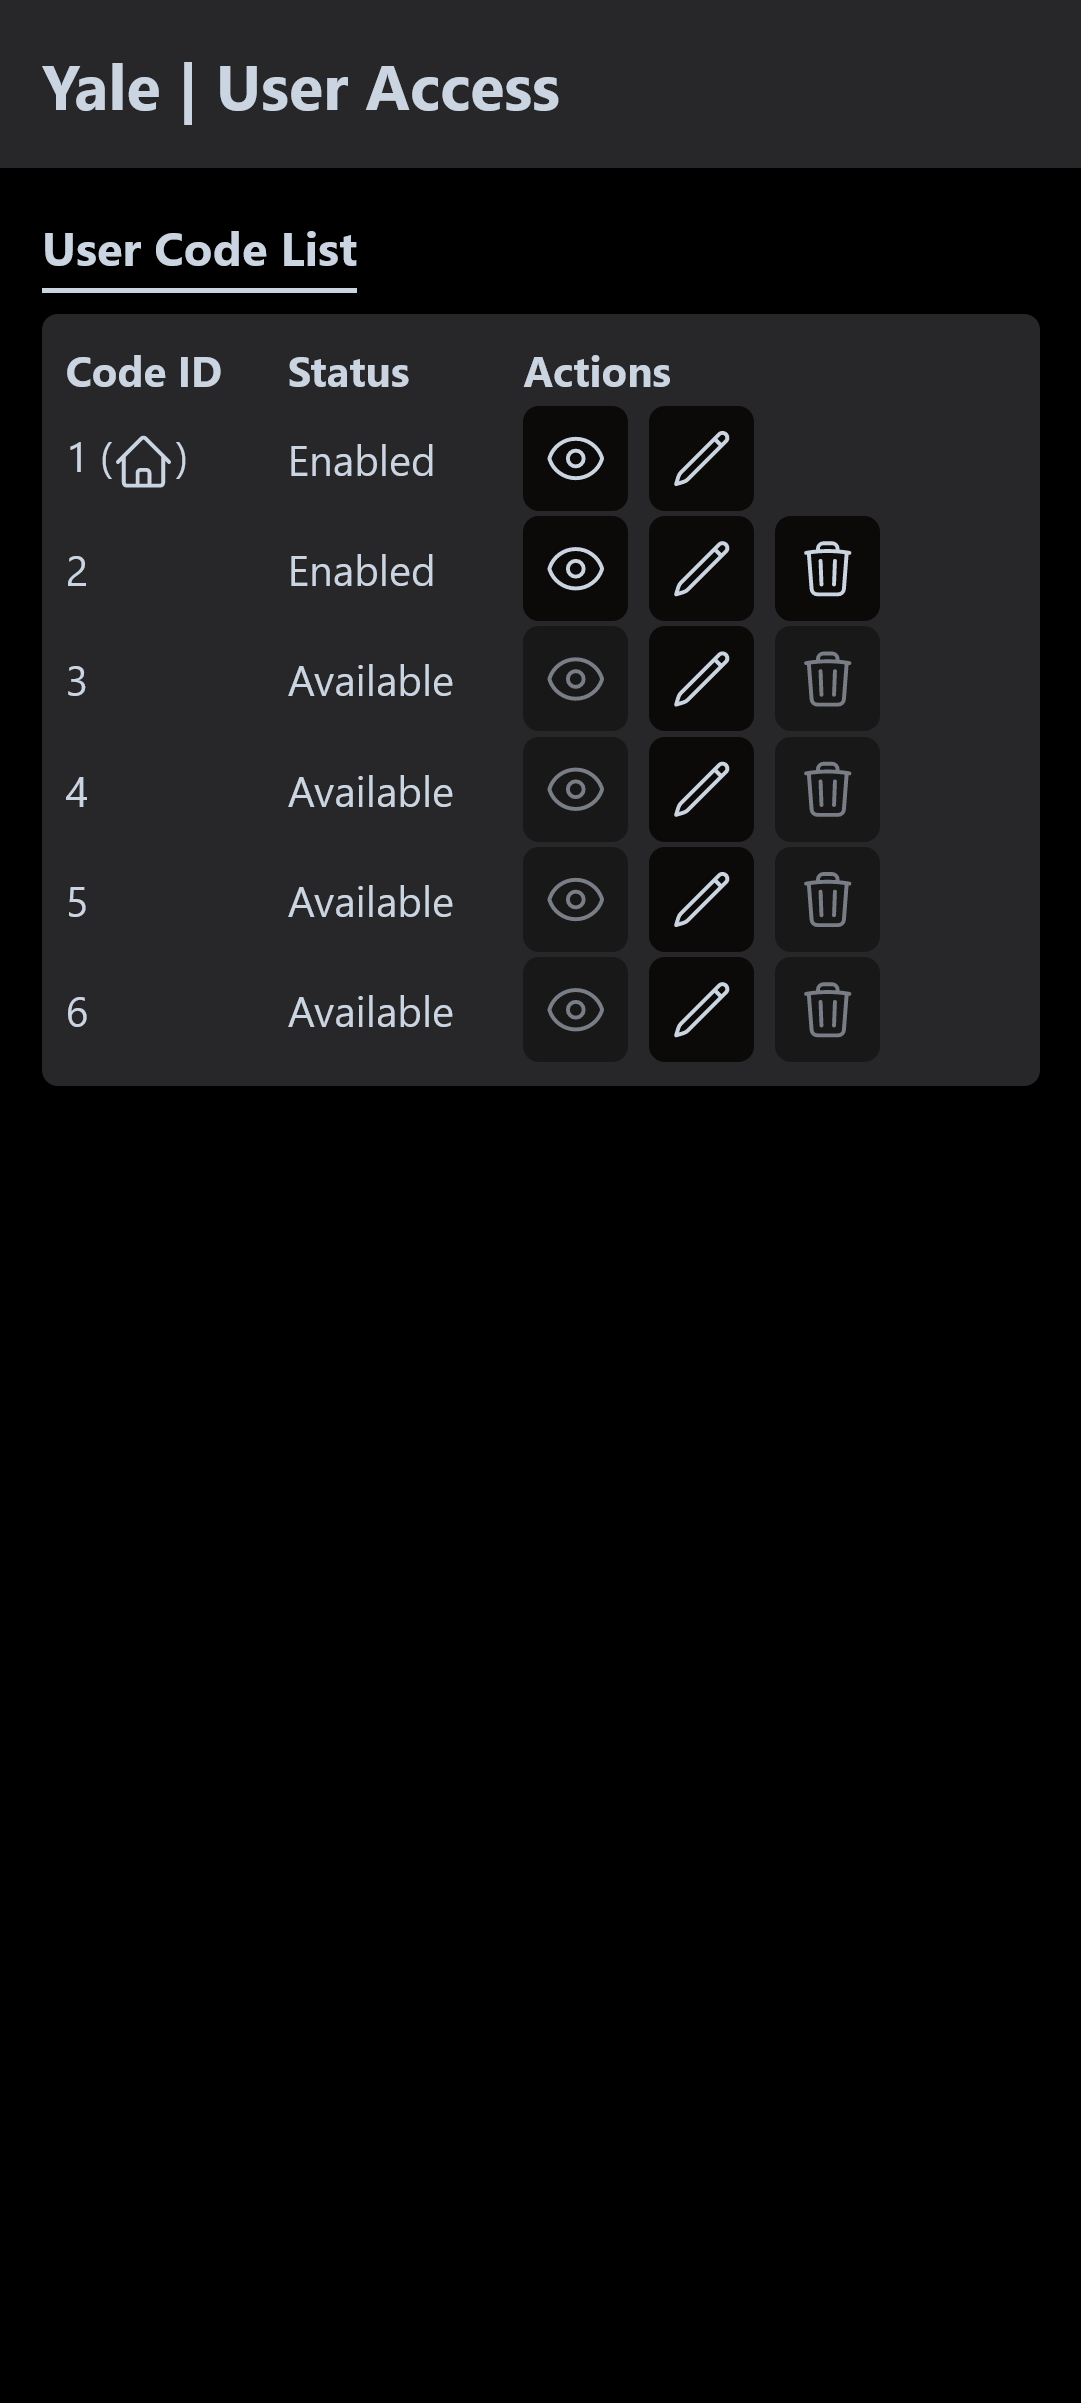 Yale | User Access
User Code List
Code ID Status Actions
1 () Enabled
2 Enabled
3 Available
4 Available
5 Available
6 Available